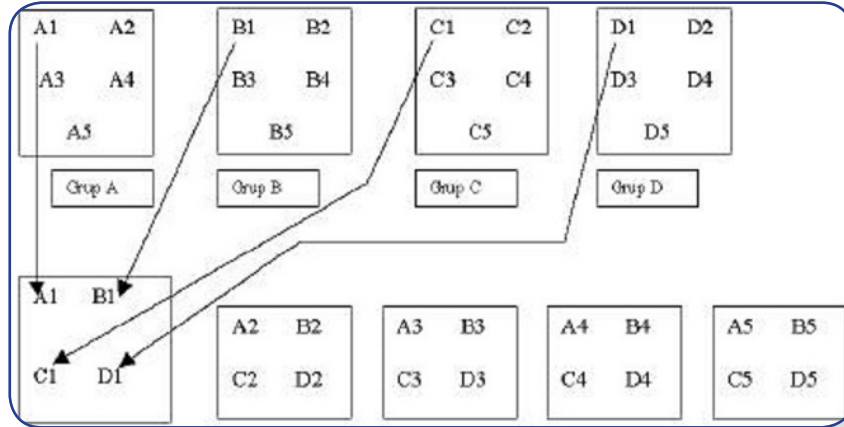 A1 A2 B1 B2 C1 C2 D1 D2
A3 A4 B3 B4 C3 C4 D3 D4
A5 B5 C5 D5
Grup A Grup B Grup C Grup D
A1 B1
A2 B2 A3 B3 A4 B4 A5 B5
C1 D1 C2 D2 C3 D3 C4 D4 C5 D5